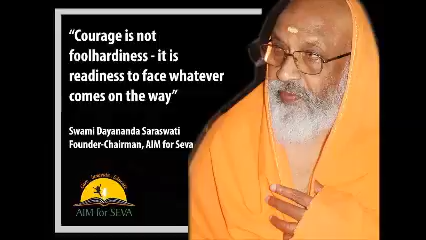 “Courage is not
foolhardiness - it is
readiness to face whatever
comes on the way”
Swami Dayananda Saraswati
Founder-Chairman, AIM for Seva
AIM for SEVA